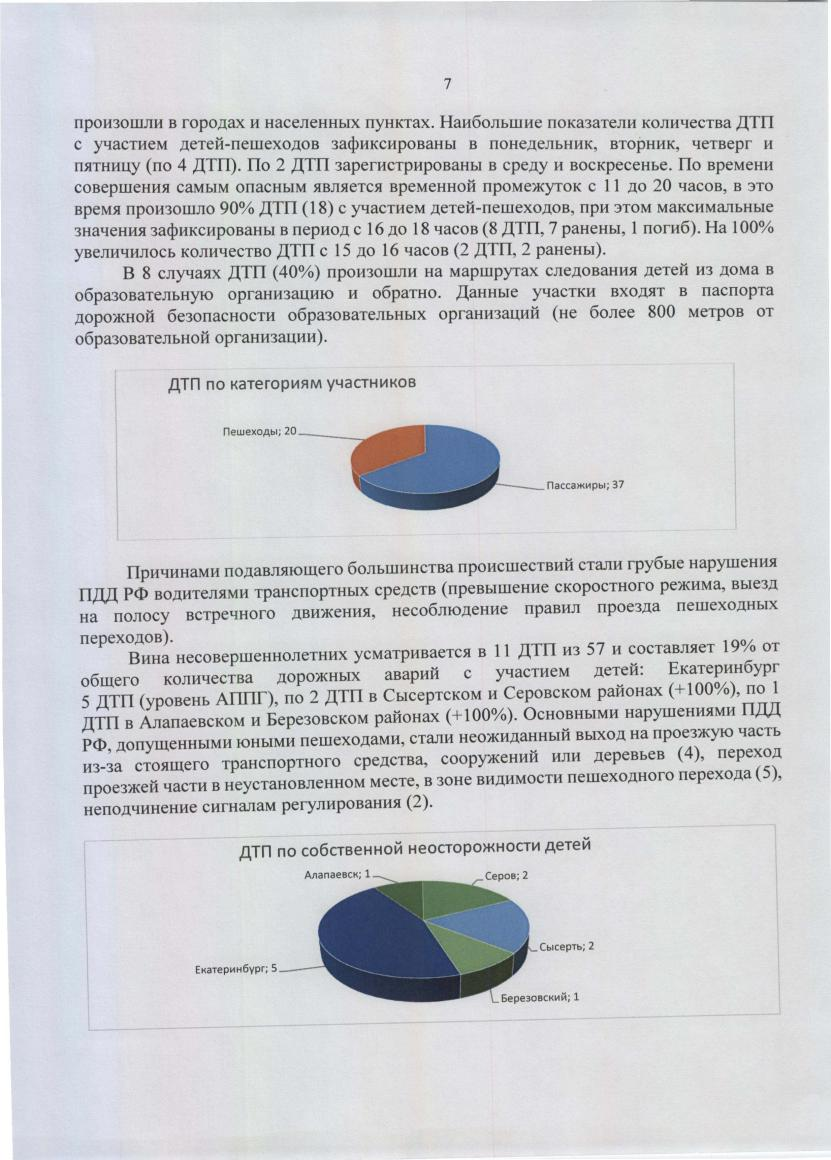 7
произошли в городах и населенных пунктах. Наибольшие показатели количества ДТП
с участием детей-пешеходов зафиксированы в понедельник, вторник, четверг и
пятницу (по 4 ДТП). По 2 ДТП зарегистрированы в среду и воскресенье. По времени
совершения самым опасным является временной промежуток с 11 до 20 часов, в это
время произошло 90% ДТП (18) с участием детей-пешеходов, при этом максимальные
значения зафиксированы в период с 16 до 18 часов (8 ДТП, 7 ранены, 1 погиб). На 100%
увеличилось количество ДТП с 15 до 16 часов (2 ДТП, 2 ранены).
В 8 случаях ДТП (40%) произошли на маршрутах следования детей из дома в
образовательную организацию и обратно. Данные участки входят в паспорта
дорожной безопасности образовательных организаций (не более 800 метров от
образовательной организации).
ДТП по категориям участников
Пешеходы; 20
Пассажиры; 37
Причинами подавляющего большинства происшествий стали грубые нарушения
ПДД РФ водителями транспортных средств (превышение скоростного режима, выезд
на полосу встречного движения, несоблюдение правил проезда пешеходных
переходов).
Вина несовершеннолетних усматривается в 11 ДТП из 57 и составляет 19% от
общего количества дорожных аварий с участием детей: Екатеринбург
5 ДТП (уровень АППГ), по 2 ДТП в Сысертском и Серовском районах (+100%), по 1
ДТП в Алапаевском и Березовском районах (+100%). Основными нарушениями ПДД
РФ, допущенными юными пешеходами, стали неожиданный выход на проезжую часть
из-за стоящего транспортного средства, сооружений или деревьев (4), переход
проезжей части в неустановленном месте, в зоне видимости пешеходного перехода (5),
неподчинение сигналам регулирования (2).
ДТП по собственной неосторожности детей
Алапаевск; 1
Серов; 2
Сысерть; 2
Екатеринбург; 5
Березовский; 1